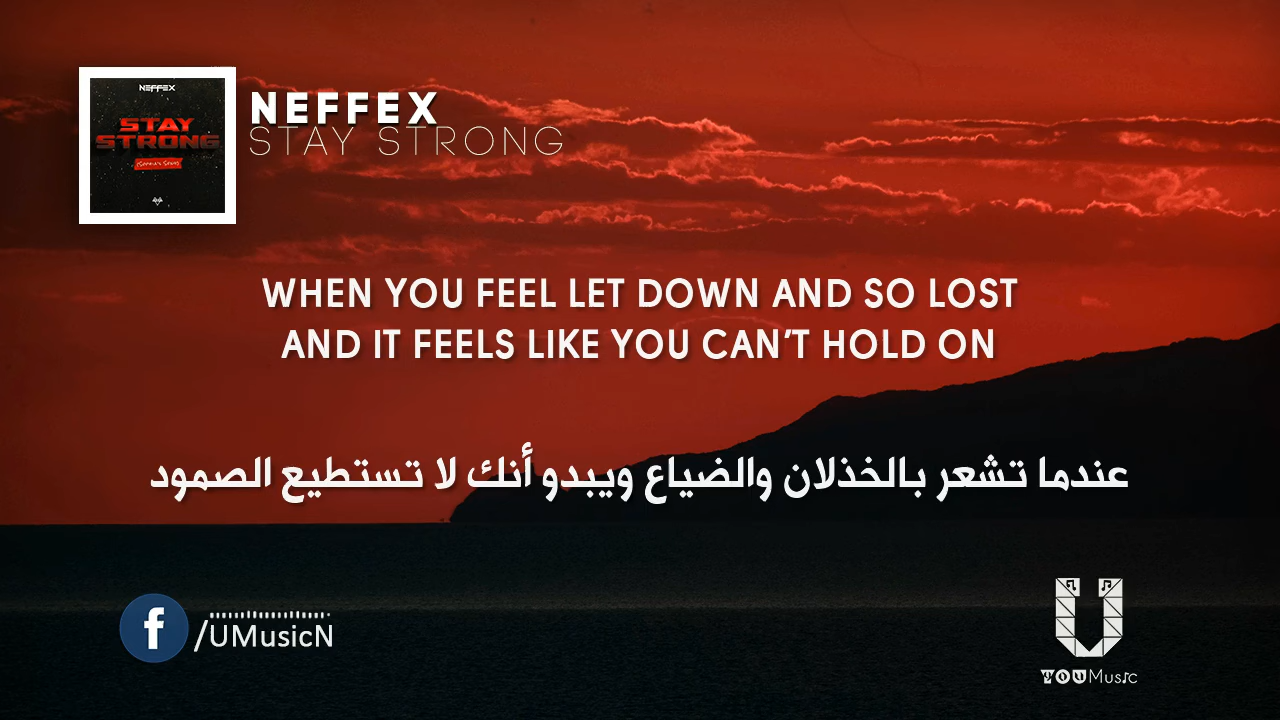 NEFFEX
STAY
STRONG
NEFFEX
STAY STRONG
WHEN YOU FEEL LET DOWN AND SO LOST
AND IT FEELS LIKE YOU CAN'T HOLD ON
عندما تشعر بالخذلان والضياع ويبدو أنك لا تستطيع الصمود
f /UMusicN
U
YOUMusic